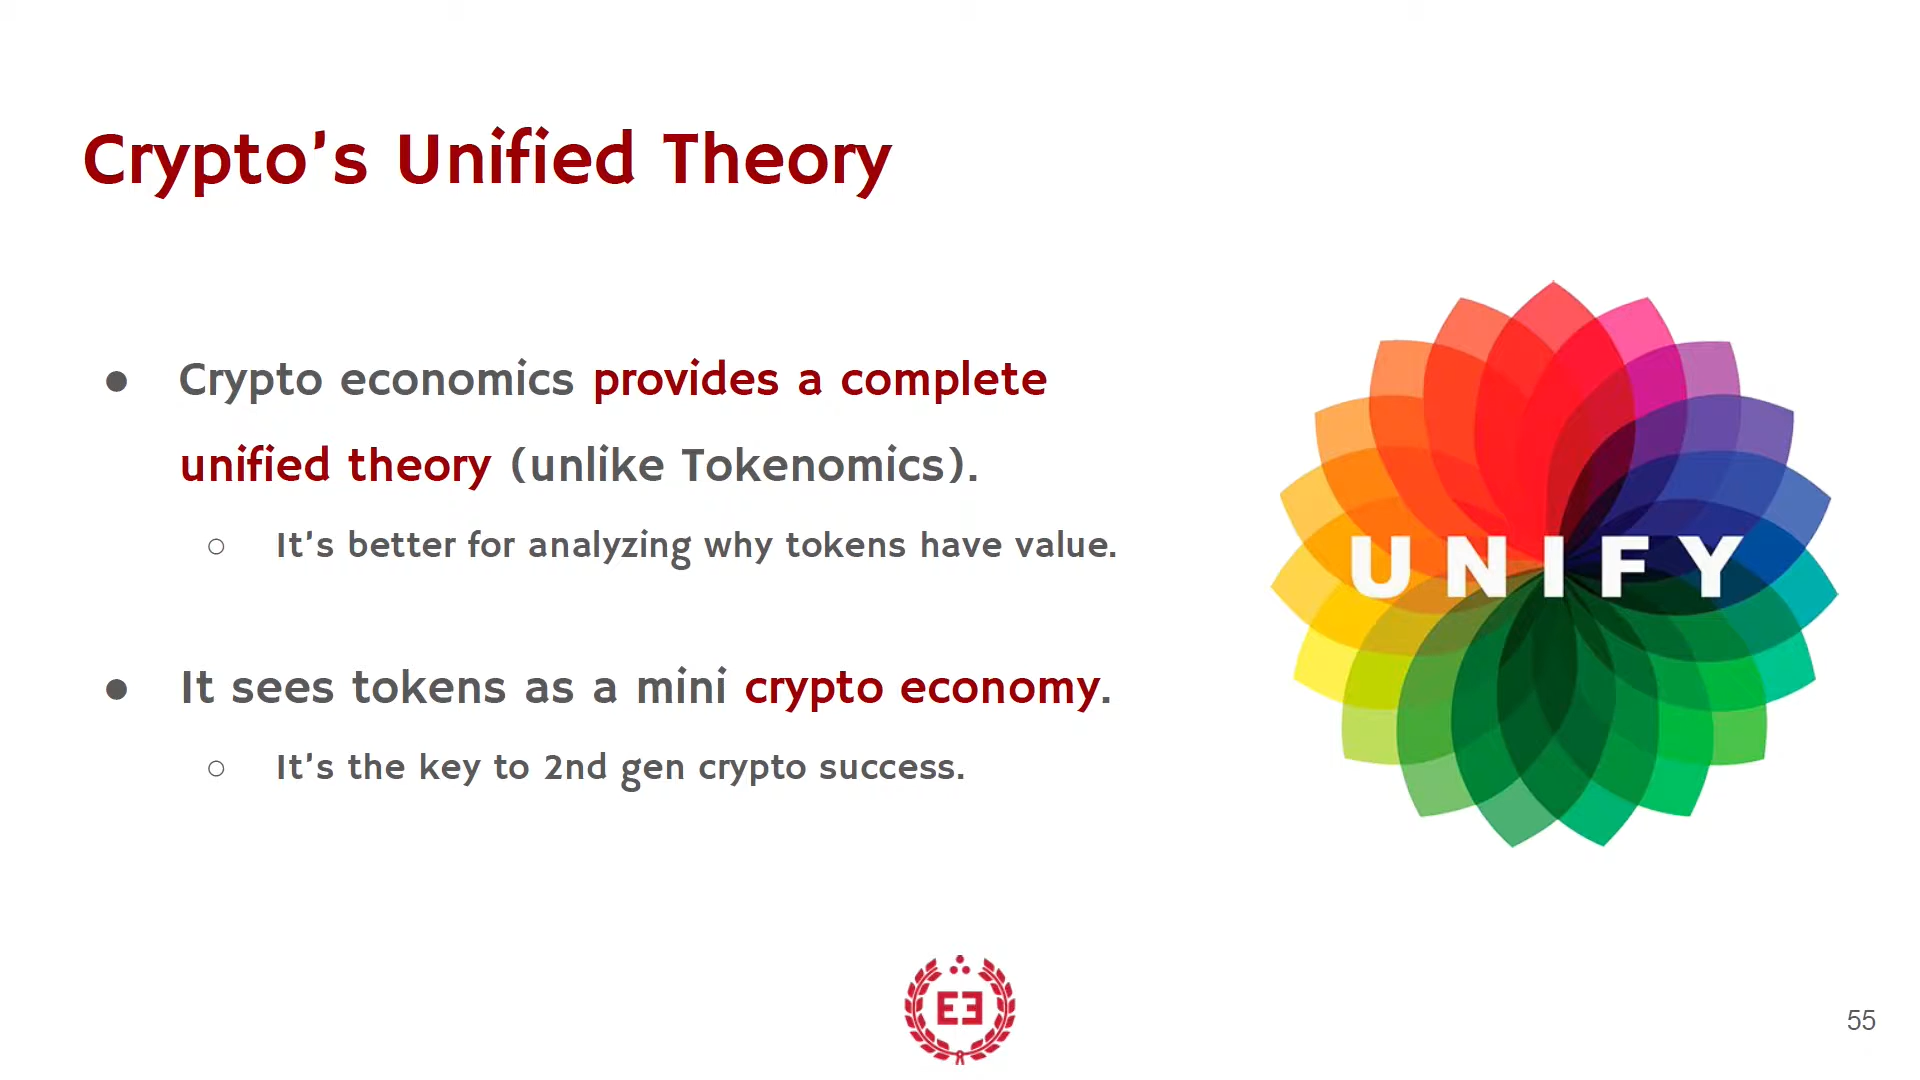 Crypto's Unified Theory
● Crypto economics provides a complete
unified theory (unlike Tokenomics).
○ It's better for analyzing why tokens have value.
● It sees tokens as a mini crypto economy.
○ It's the key to 2nd gen crypto success.
UNIFY
EƎ
55